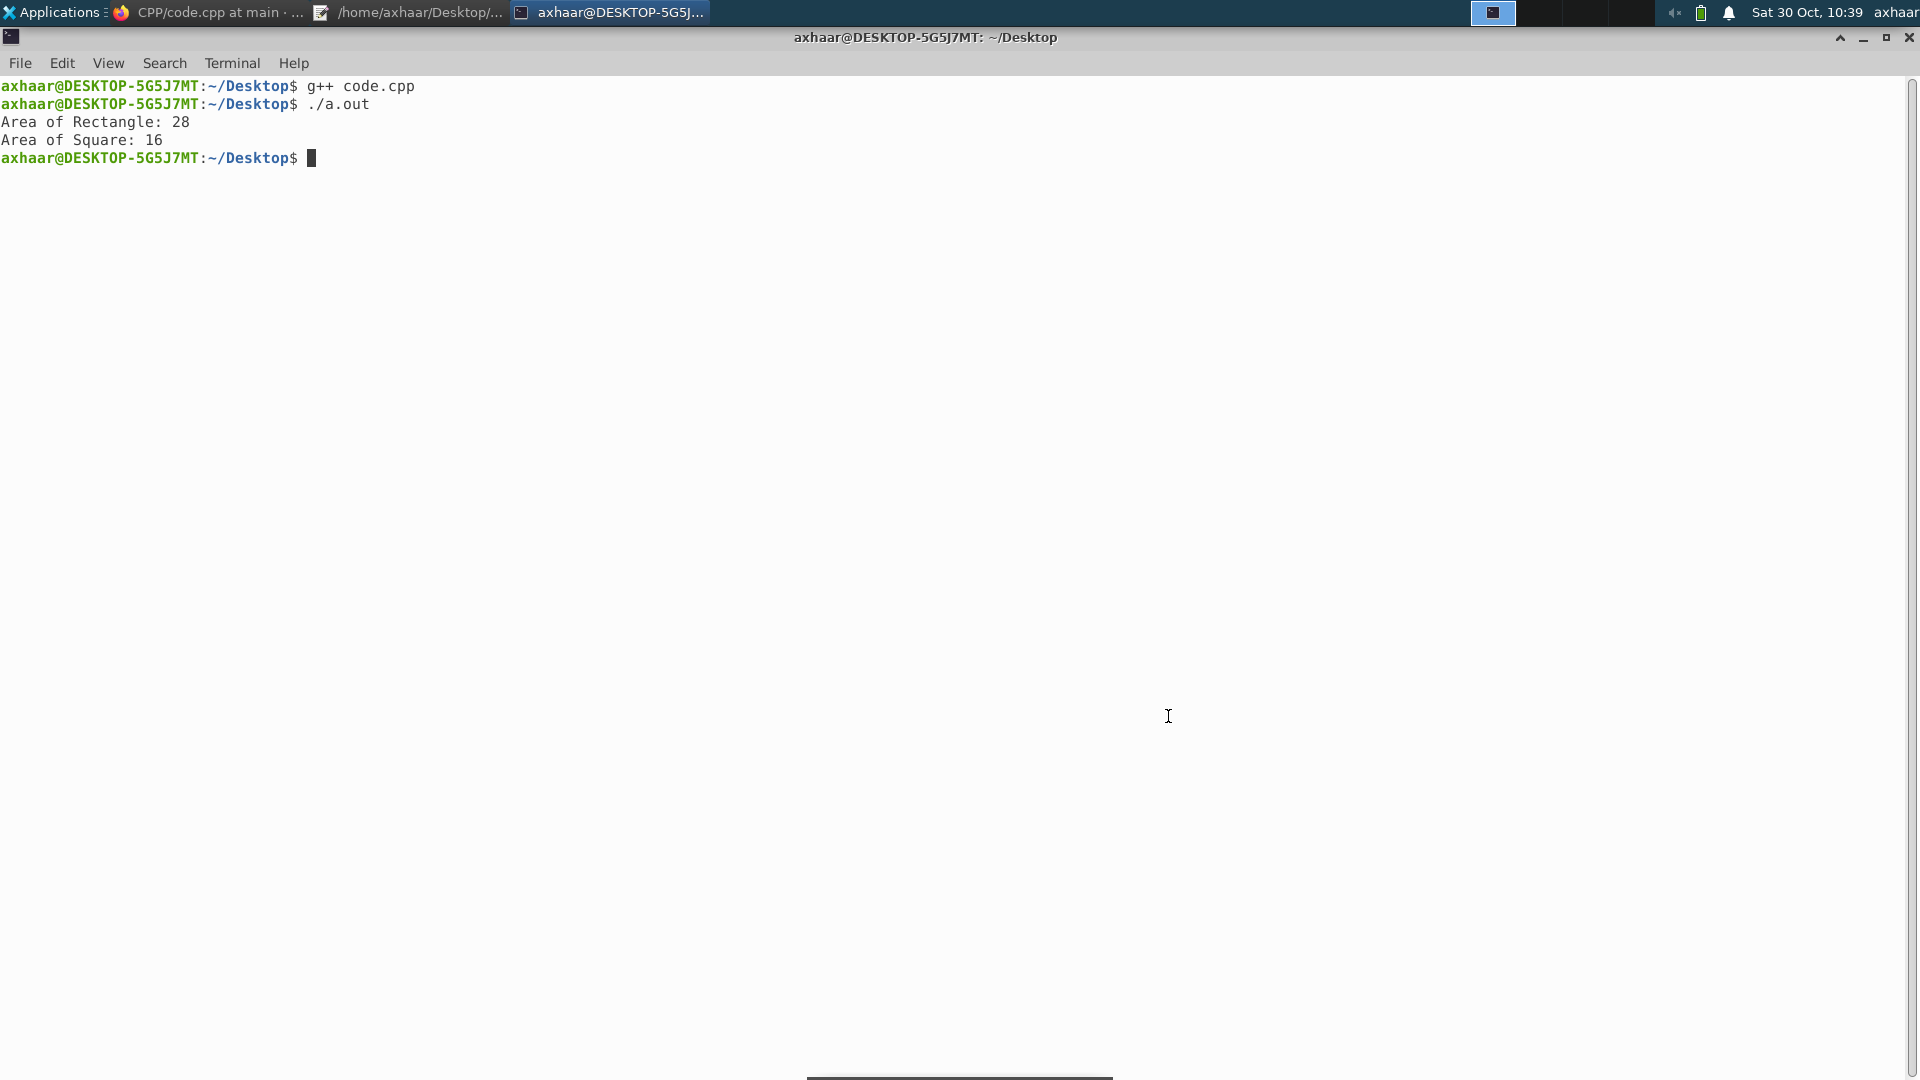 Applications
CPP/code.cpp at main · ...
/home/axhaar/Desktop/...
axhaar@DESKTOP-5G5J...
Sat 30 Oct, 10:39
axhaar
axhaar@DESKTOP-5G5J7MT: ~/Desktop
File Edit View Search Terminal Help
axhaar@DESKTOP-5G5J7MT:~/Desktop$ g++ code.cpp
axhaar@DESKTOP-5G5J7MT:~/Desktop$ ./a.out
Area of Rectangle: 28
Area of Square: 16
axhaar@DESKTOP-5G5J7MT:~/Desktop$